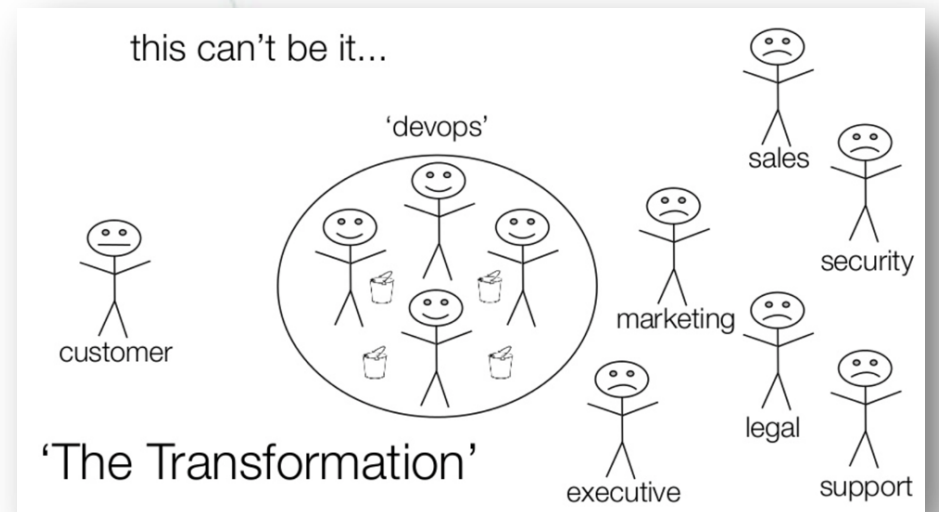 this can’t be it...
‘devops’
sales
security
marketing
customer
legal
‘The Transformation’
executive
support